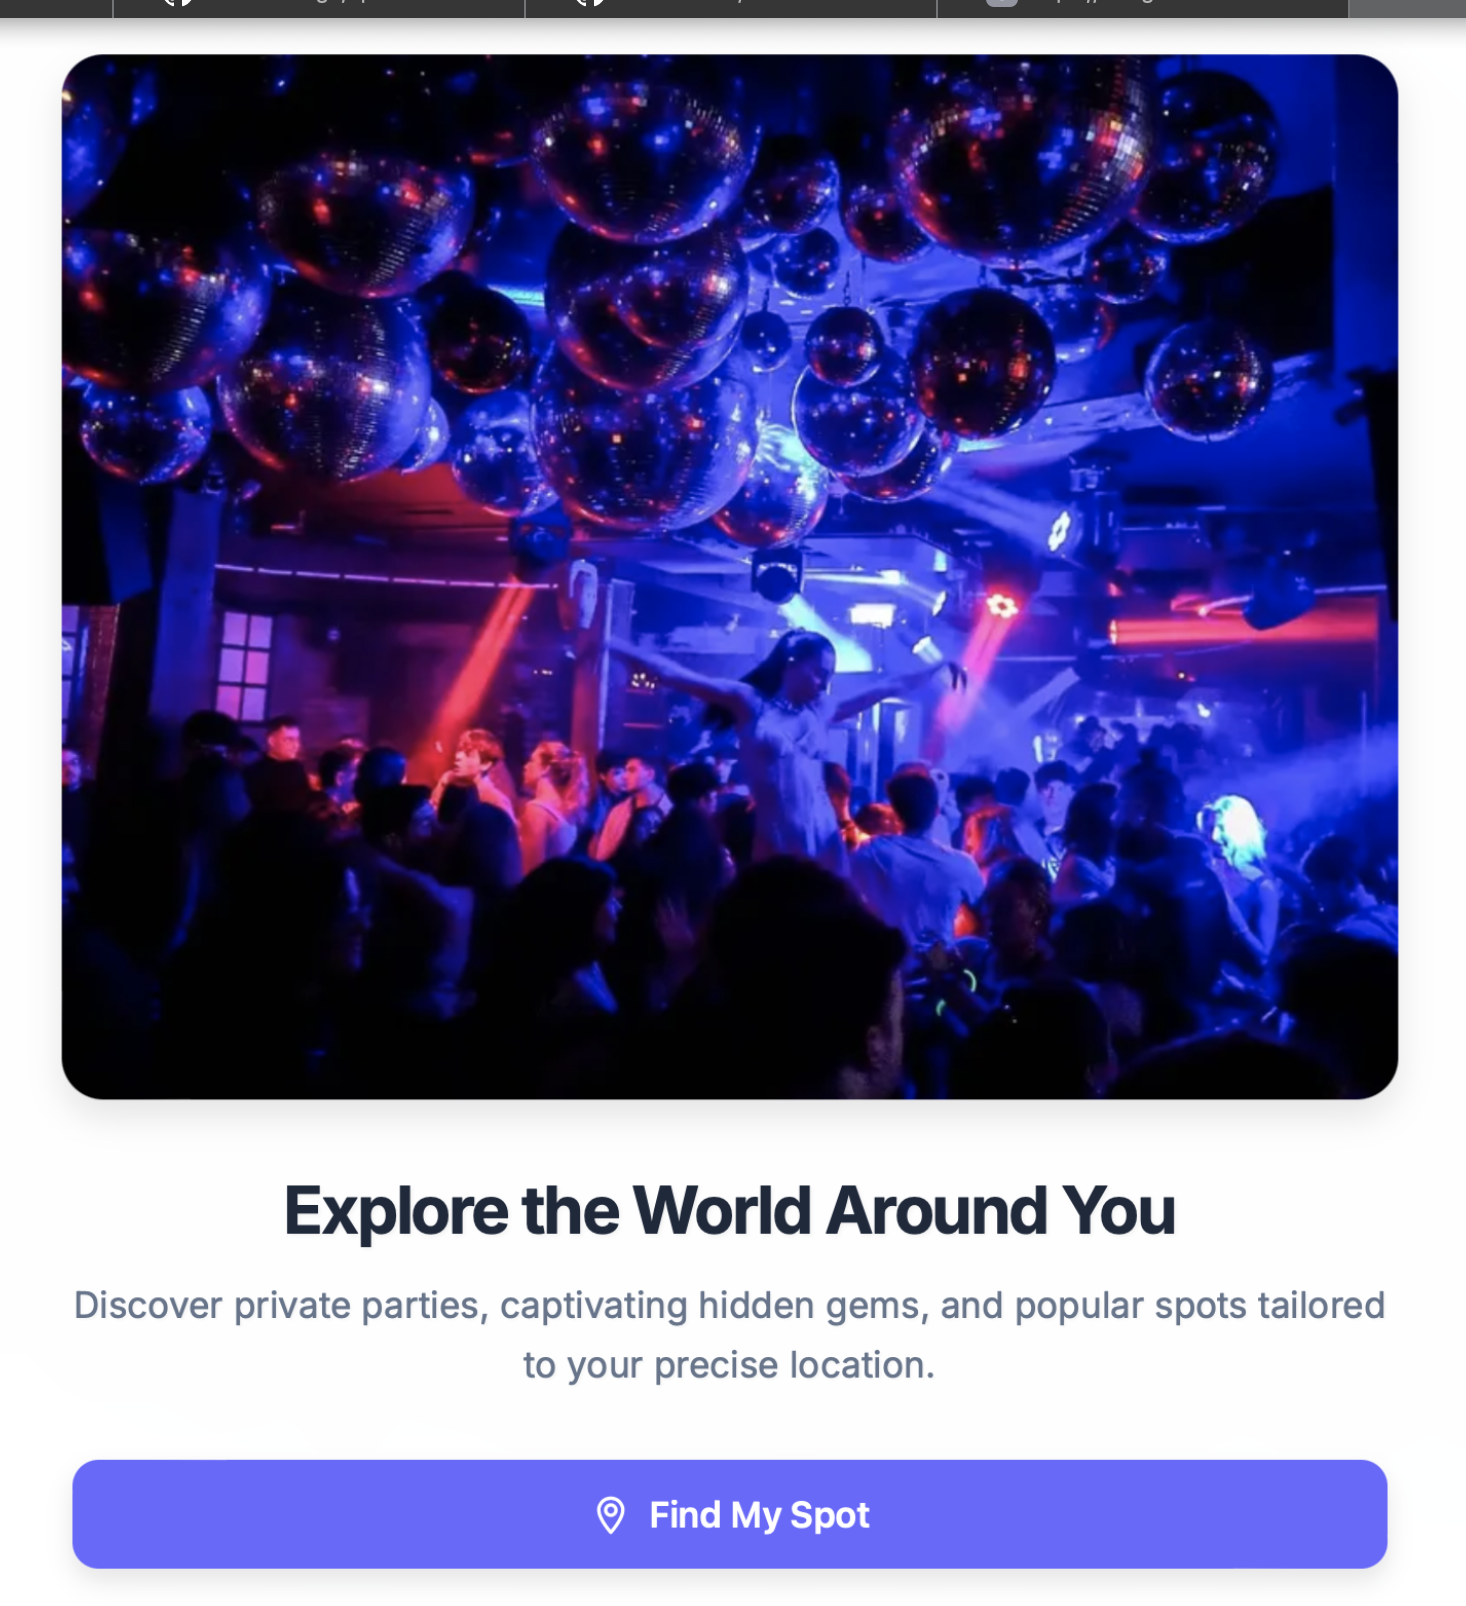 Explore the World Around You
Discover private parties, captivating hidden gems, and popular spots tailored
to your precise location.
Find My Spot